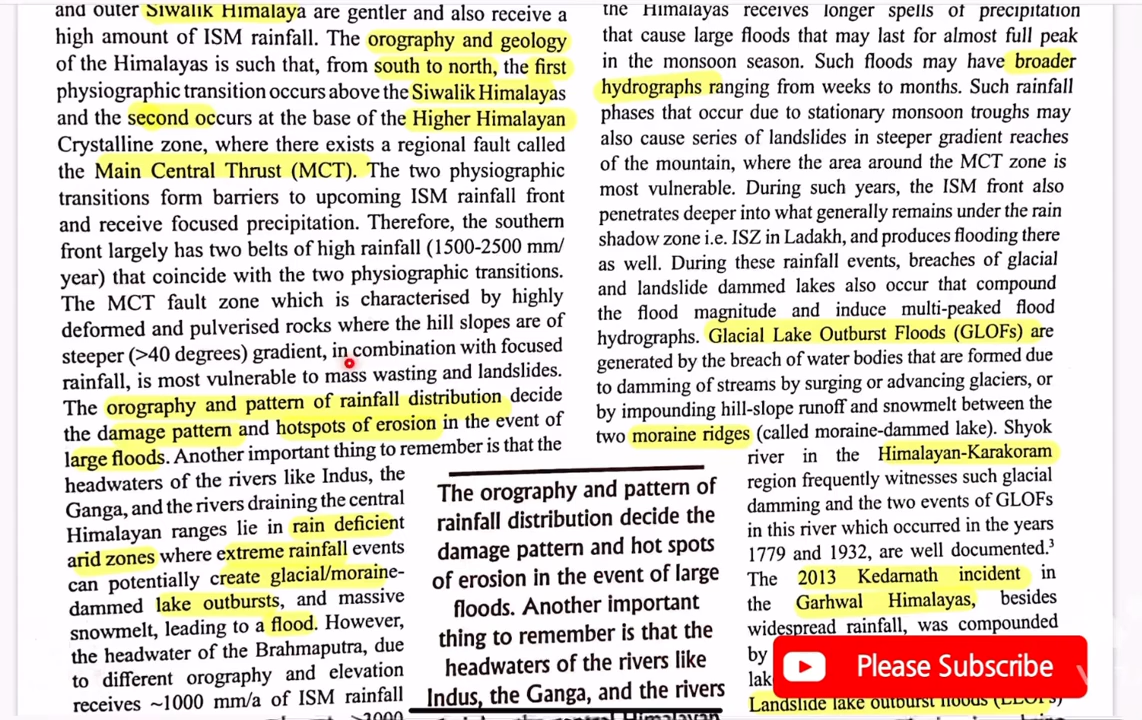 and outer Siwalik Himalaya are gentler and also receive a
high amount of ISM rainfall. The orography and geology
of the Himalayas is such that, from south to north, the first
physiographic transition occurs above the Siwalik Himalayas
and the second occurs at the base of the Higher Himalayan
Crystalline zone, where there exists a regional fault called
the Main Central Thrust (MCT). The two physiographic
transitions form barriers to upcoming ISM rainfall front
and receive focused precipitation. Therefore, the southern
front largely has two belts of high rainfall (1500-2500 mm/
year) that coincide with the two physiographic transitions.
The MCT fault zone which is characterised by highly
deformed and pulverised rocks where the hill slopes are of
steeper (>40 degrees) gradient, in combination with focused
rainfall, is most vulnerable to mass wasting and landslides.
The orography and pattern of rainfall distribution decide
the damage pattern and hotspots of erosion in the event of
large floods. Another important thing to remember is that the
headwaters of the rivers like Indus, the
Ganga, and the rivers draining the central
Himalayan ranges lie in rain deficient
arid zones where extreme rainfall events
can potentially create glacial/moraine-
dammed lake outbursts, and massive
snowmelt, leading to a flood. However,
the headwater of the Brahmaputra, due
to different orography and elevation
receives ~1000 mm/a of ISM rainfall
The orography and pattern of
rainfall distribution decide the
damage pattern and hot spots
of erosion in the event of large
floods. Another important
thing to remember is that the
headwaters of the rivers like
Indus, the Ganga, and the rivers
the Himalayas receives longer spells of precipitation
that cause large floods that may last for almost full peak
in the monsoon season. Such floods may have broader
hydrographs ranging from weeks to months. Such rainfall
phases that occur due to stationary monsoon troughs may
also cause series of landslides in steeper gradient reaches
of the mountain, where the area around the MCT zone is
most vulnerable. During such years, the ISM front also
penetrates deeper into what generally remains under the rain
shadow zone i.e. ISZ in Ladakh, and produces flooding there
as well. During these rainfall events, breaches of glacial
and landslide dammed lakes also occur that compound
the flood magnitude and induce multi-peaked flood
hydrographs. Glacial Lake Outburst Floods (GLOFs) are
generated by the breach of water bodies that are formed due
to damming of streams by surging or advancing glaciers, or
by impounding hill-slope runoff and snowmelt between the
two moraine ridges (called moraine-dammed lake). Shyok
river in the Himalayan-Karakoram
region frequently witnesses such glacial
damming and the two events of GLOFs
in this river which occurred in the years
1779 and 1932, are well documented.³
The 2013 Kedarnath incident in
the Garhwal Himalayas, besides
widespread rainfall, was compounded
by
Please Subscribe